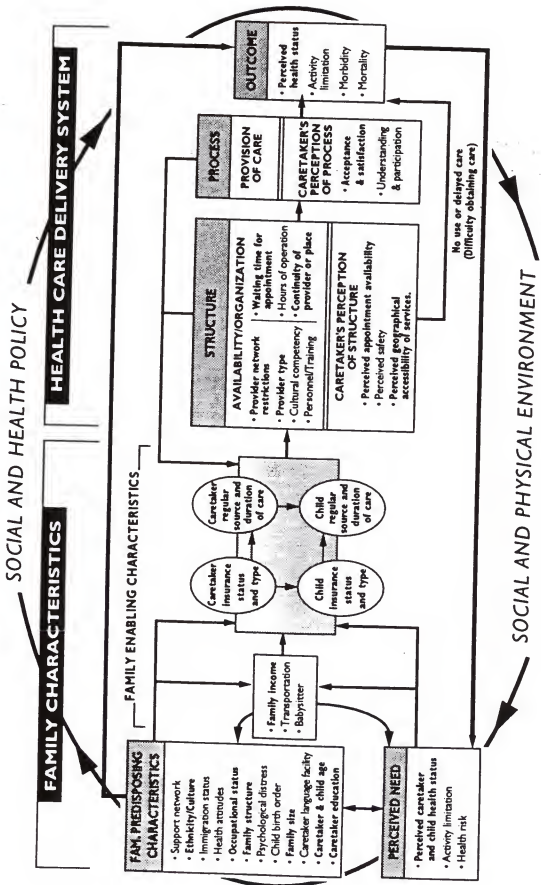 SOCIAL AND HEALTH POLICY
FAMILY CHARACTERISTICS
HEALTH CARE DELIVERY SYSTEM
FAM. PREDISPOSING
CHARACTERISTICS
• Support network
• Ethnicity/Culture
• Immigration status
• Health attitudes
• Occupational status
• Family structure
• Psychological distress
• Child birth order
• Family size
• Caretaker language facility
• Caretaker & child age
• Caretaker education
PERCEIVED NEED
• Perceived caretaker
and child health status
• Activity limitation
• Health risk
FAMILY ENABLING CHARACTERISTICS
• Family Income
• Transportation
• Babysitter
Caretaker
insurance
status
and type
Caretaker
regular
source and
duration
of care
Child
insurance
status
and type
Child
regular
source and
duration
of care
STRUCTURE
AVAILABILITY/ORGANIZATION
• Provider network
restrictions
• Provider type
• Cultural competency
• Personnel/Training
• Waiting time for
appointment
• Hours of operation
• Continuity of
provider or place
CARETAKER'S PERCEPTION
OF STRUCTURE
• Perceived appointment availability
• Perceived safety
• Perceived geographical
accessibility of services.
PROCESS
PROVISION
OF CARE
CARETAKER'S
PERCEPTION
OF PROCESS
• Acceptance
& satisfaction
• Understanding
& participation
OUTCOME
• Perceived
health status
• Activity
limitation
• Morbidity
• Mortality
No use or delayed care
(Difficulty obtaining care)
SOCIAL AND PHYSICAL ENVIRONMENT